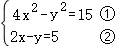 4x²-y²=15 ①
2x-y=5 ②